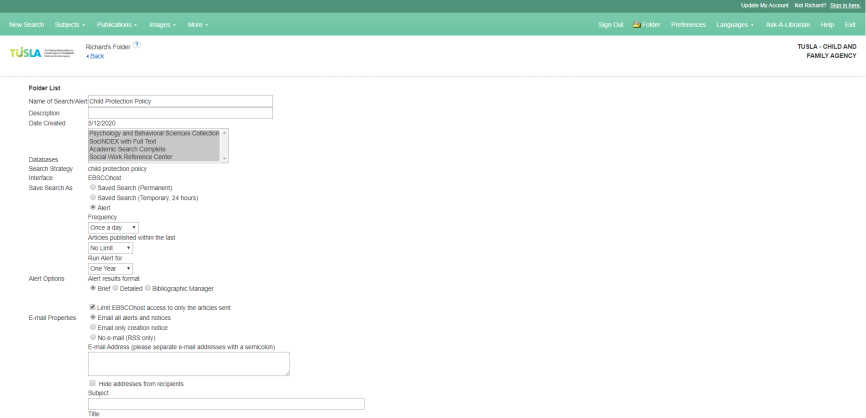 Update My Account Not Richard? Sign in here.
New Search Subjects Publications Images More Sign Out Folder Preferences Languages Ask-A-Librarian Help Exit
TUSLA
Richard's Folder ?
Back
TUSLA - CHILD AND
FAMILY AGENCY
Folder List
Name of Search/Alert Child Protection Policy
Description
Date Created 5/12/2020
Psychology and Behavioral Sciences Collection
SocINDEX with Full Text
Academic Search Complete
Databases Social Work Reference Center
Search Strategy child protection policy
Interface EBSCOhost
Save Search As Saved Search (Permanent)
Saved Search (Temporary, 24 hours)
Alert
Frequency
Once a day
Articles published within the last
No Limit
Run Alert for
One Year
Alert Options Alert results format
Brief Detailed Bibliographic Manager
Limit EBSCOhost access to only the articles sent
E-mail Properties Email all alerts and notices
Email only creation notice
No e-mail (RSS only)
E-mail Address (please separate e-mail addresses with a semicolon)
Hide addresses from recipients
Subject
Title